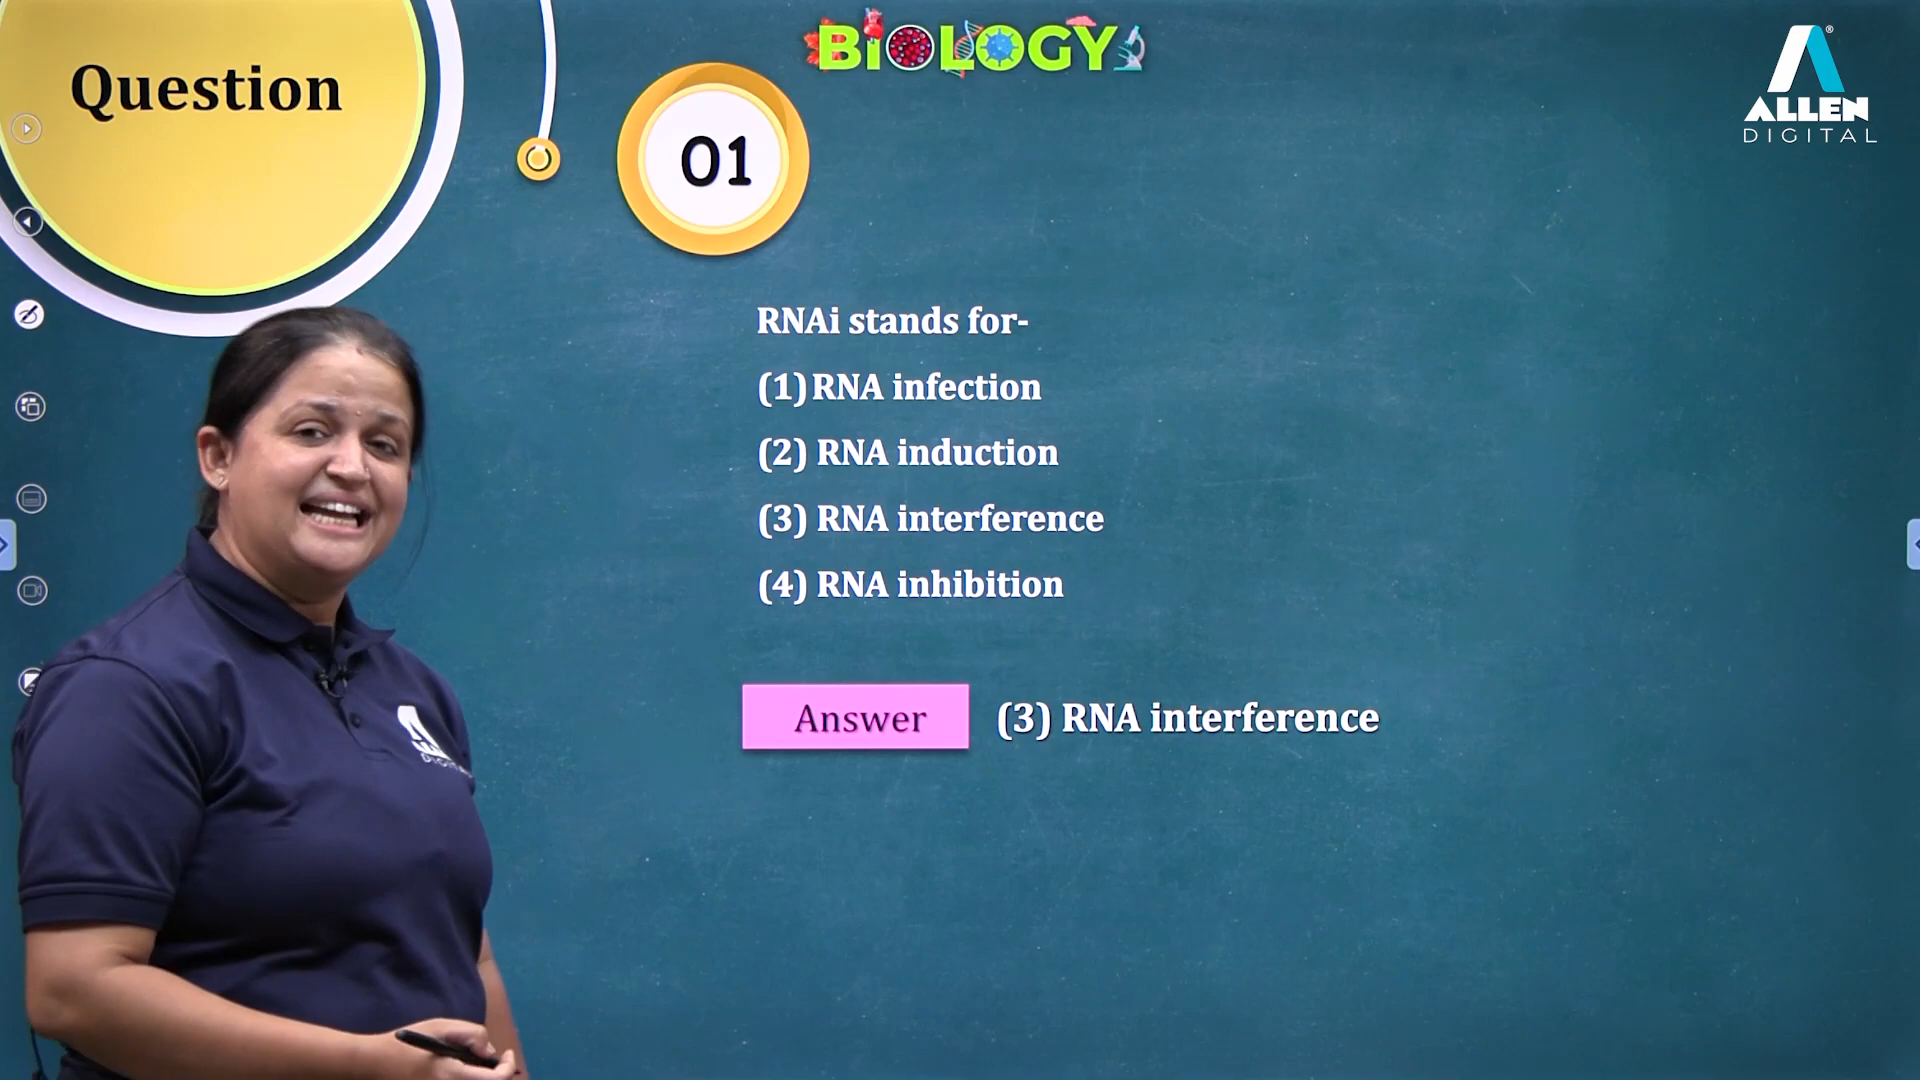 Question
BiOLOGY
ALLEN
DIGITAL
01
RNAi stands for-
(1) RNA infection
(2) RNA induction
(3) RNA interference
(4) RNA inhibition
Answer (3) RNA interference
DIGITAL